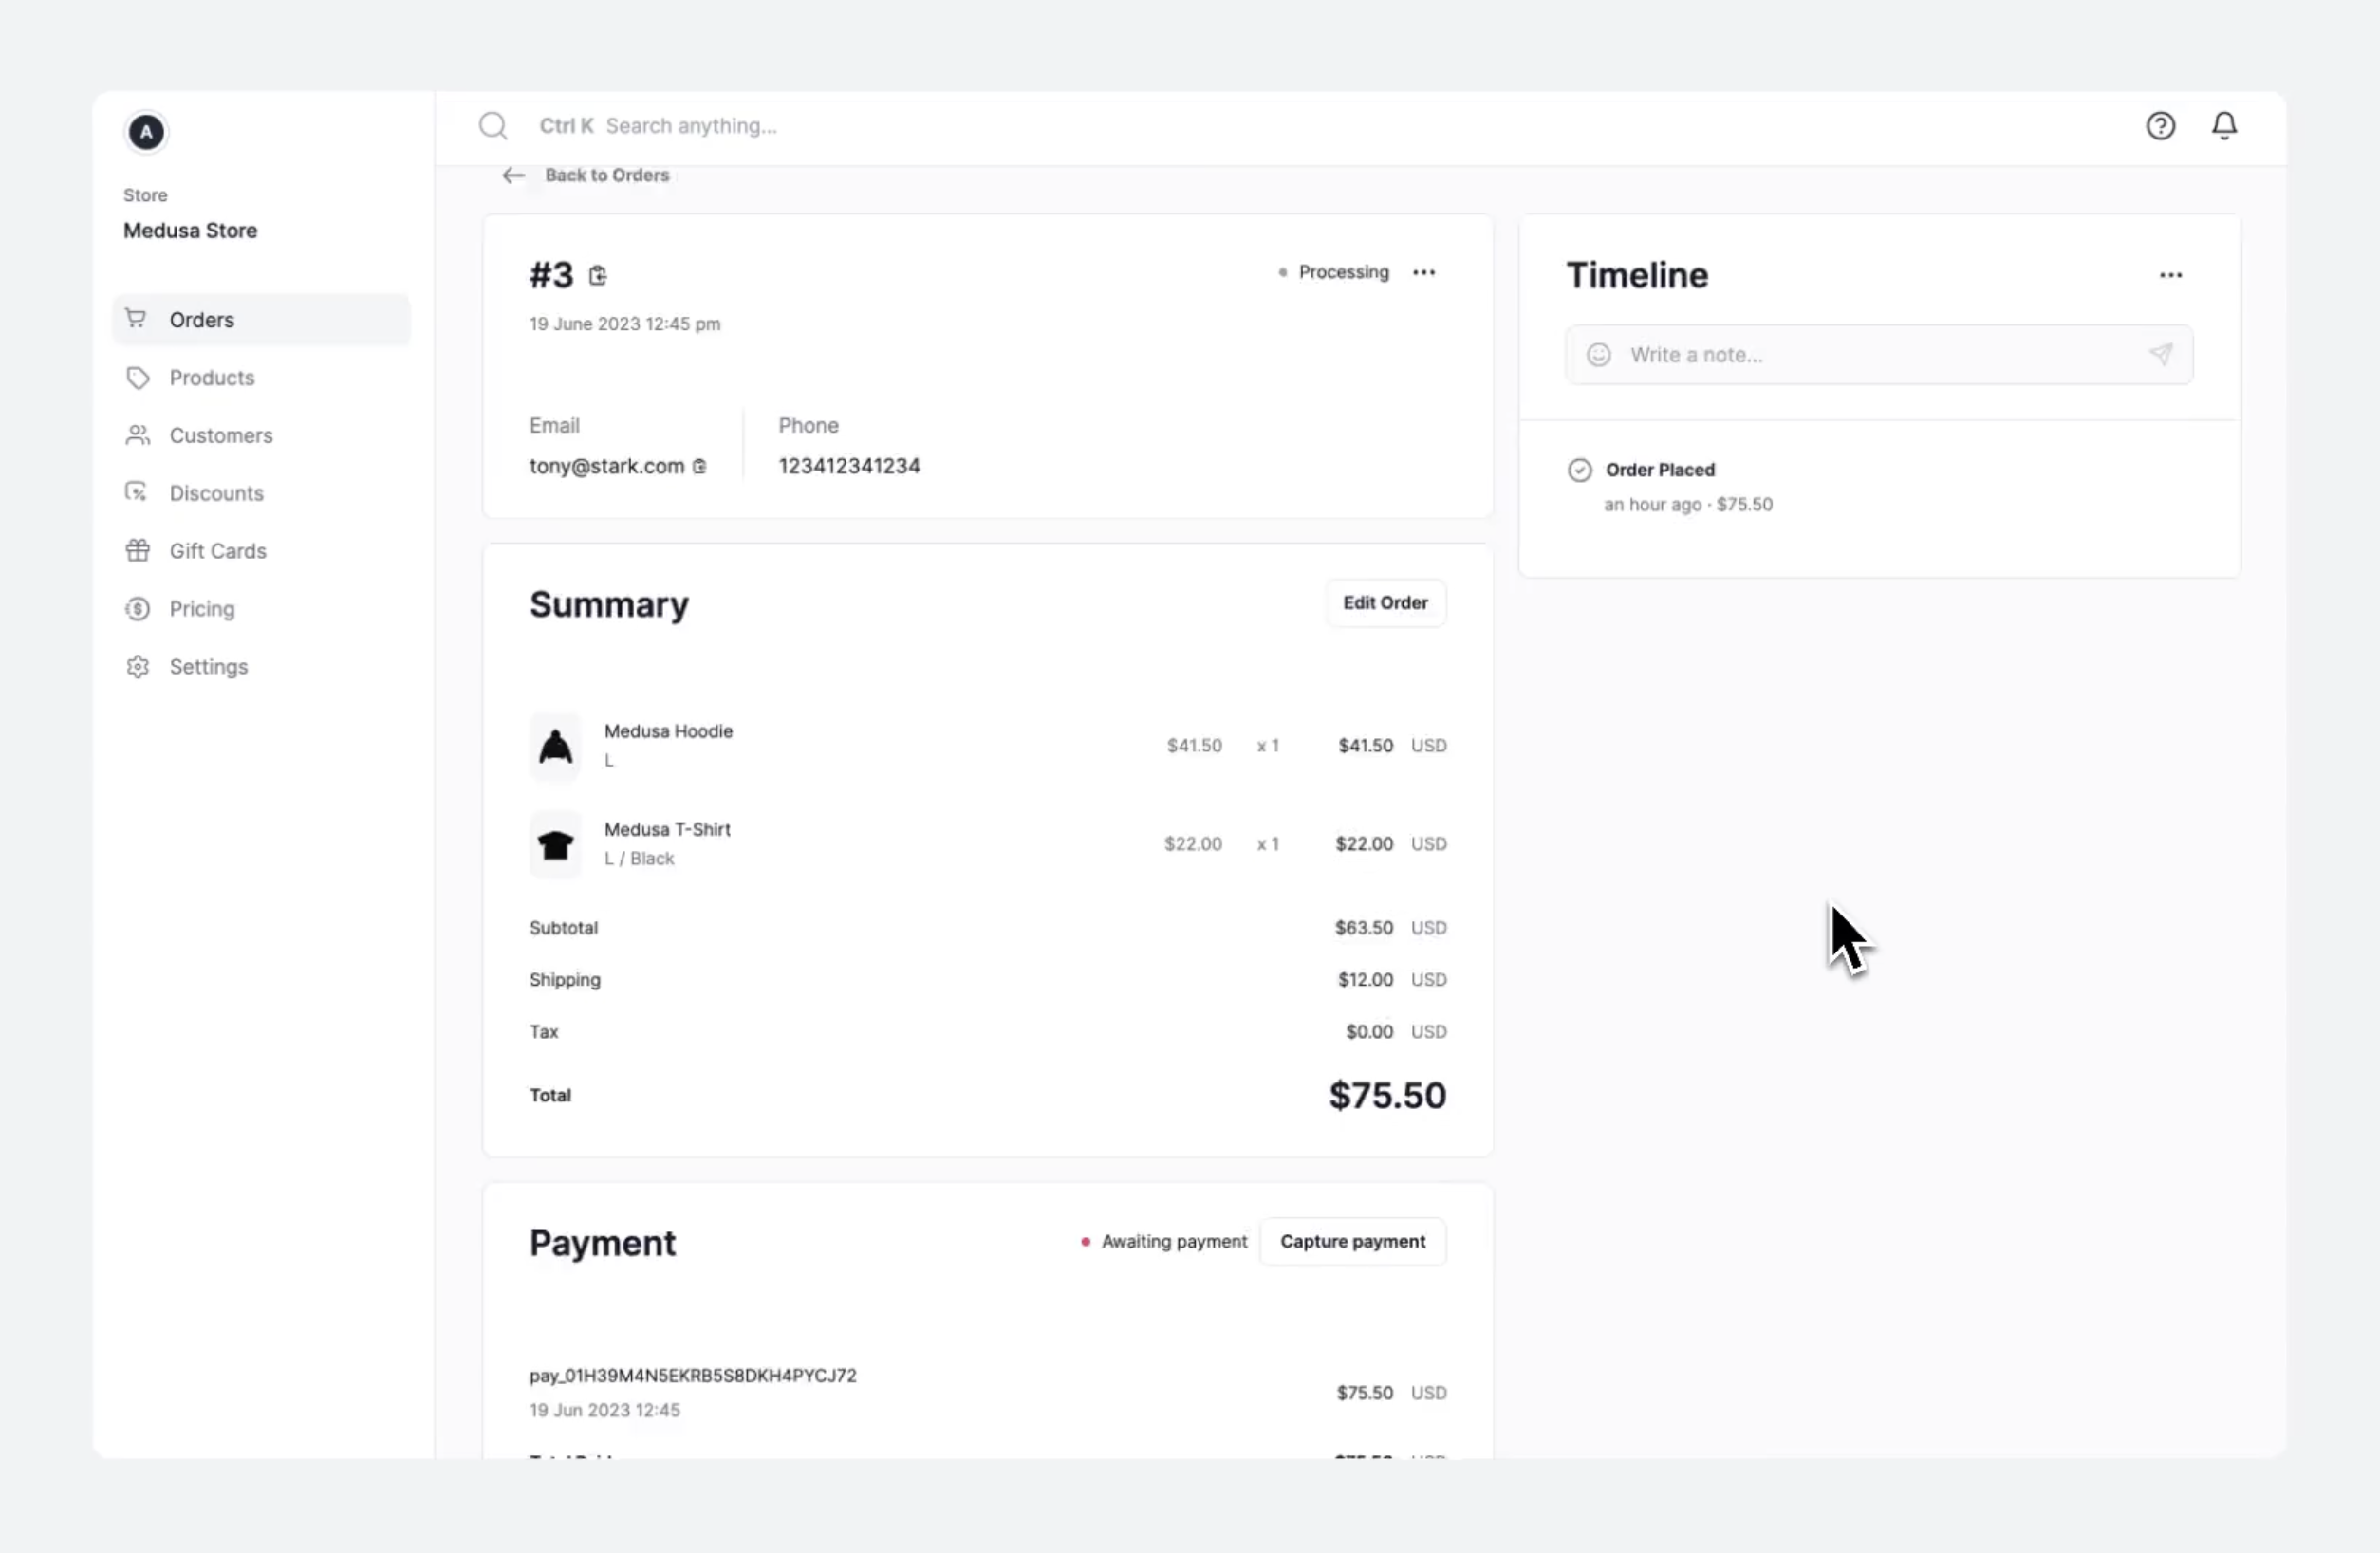 A
Store
Medusa Store
Orders
Products
Customers
Discounts
Gift Cards
Pricing
Settings
Ctrl K Search anything...
Back to Orders
#3
Processing
19 June 2023 12:45 pm
Email
tony@stark.com
Phone
123412341234
Summary
Edit Order
Medusa Hoodie
L
$41.50 x 1 $41.50 USD
Medusa T-Shirt
L / Black
$22.00 x 1 $22.00 USD
Subtotal $63.50 USD
Shipping $12.00 USD
Tax $0.00 USD
Total $75.50
Payment
Awaiting payment
Capture payment
pay_01H39M4N5EKRB5S8DKH4PYCJ72
19 Jun 2023 12:45
$75.50 USD
Timeline
Write a note...
Order Placed
an hour ago · $75.50